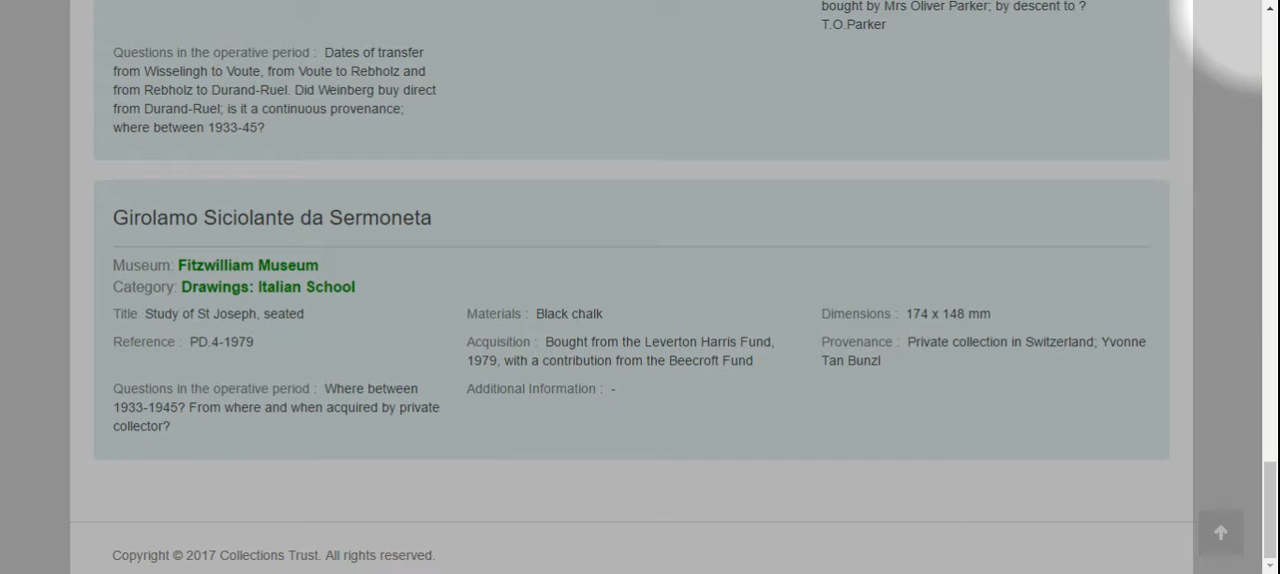 bought by Mrs Oliver Parker; by descent to ?
T.O.Parker
Questions in the operative period : Dates of transfer
from Wisselingh to Voute, from Voute to Rebholz and
from Rebholz to Durand-Ruel. Did Weinberg buy direct
from Durand-Ruel; is it a continuous provenance;
where between 1933-45?
Girolamo Siciolante da Sermoneta
Museum: Fitzwilliam Museum
Category: Drawings: Italian School
Title Study of St Joseph, seated
Materials : Black chalk
Dimensions : 174 x 148 mm
Reference : PD.4-1979
Acquisition : Bought from the Leverton Harris Fund,
1979, with a contribution from the Beecroft Fund
Provenance : Private collection in Switzerland; Yvonne
Tan Bunzl
Questions in the operative period : Where between
1933-1945? From where and when acquired by private
collector?
Additional Information : -
Copyright © 2017 Collections Trust. All rights reserved.